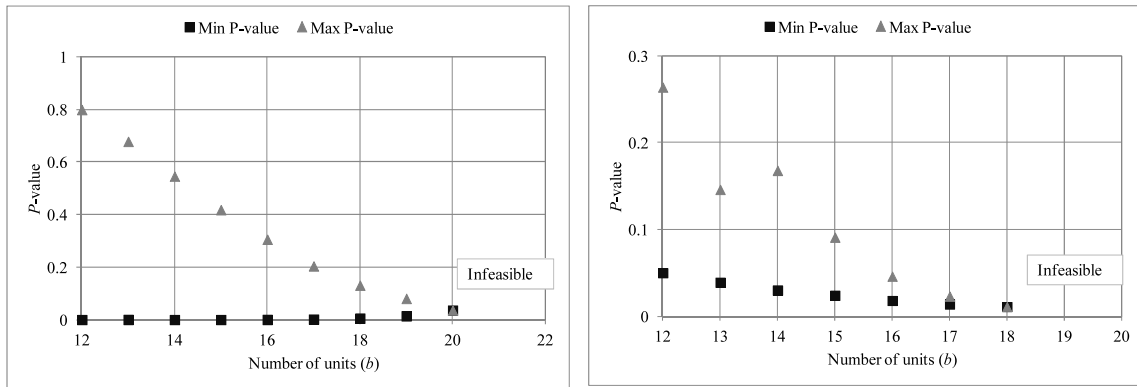 Min P-value Max P-value
1
0.8
0.6
0.4
0.2
0
P-value
Infeasible
12 14 16 18 20 22
Number of units (b)
Min P-value Max P-value
0.3
0.2
0.1
0
P-value
Infeasible
12 13 14 15 16 17 18 19 20
Number of units (b)